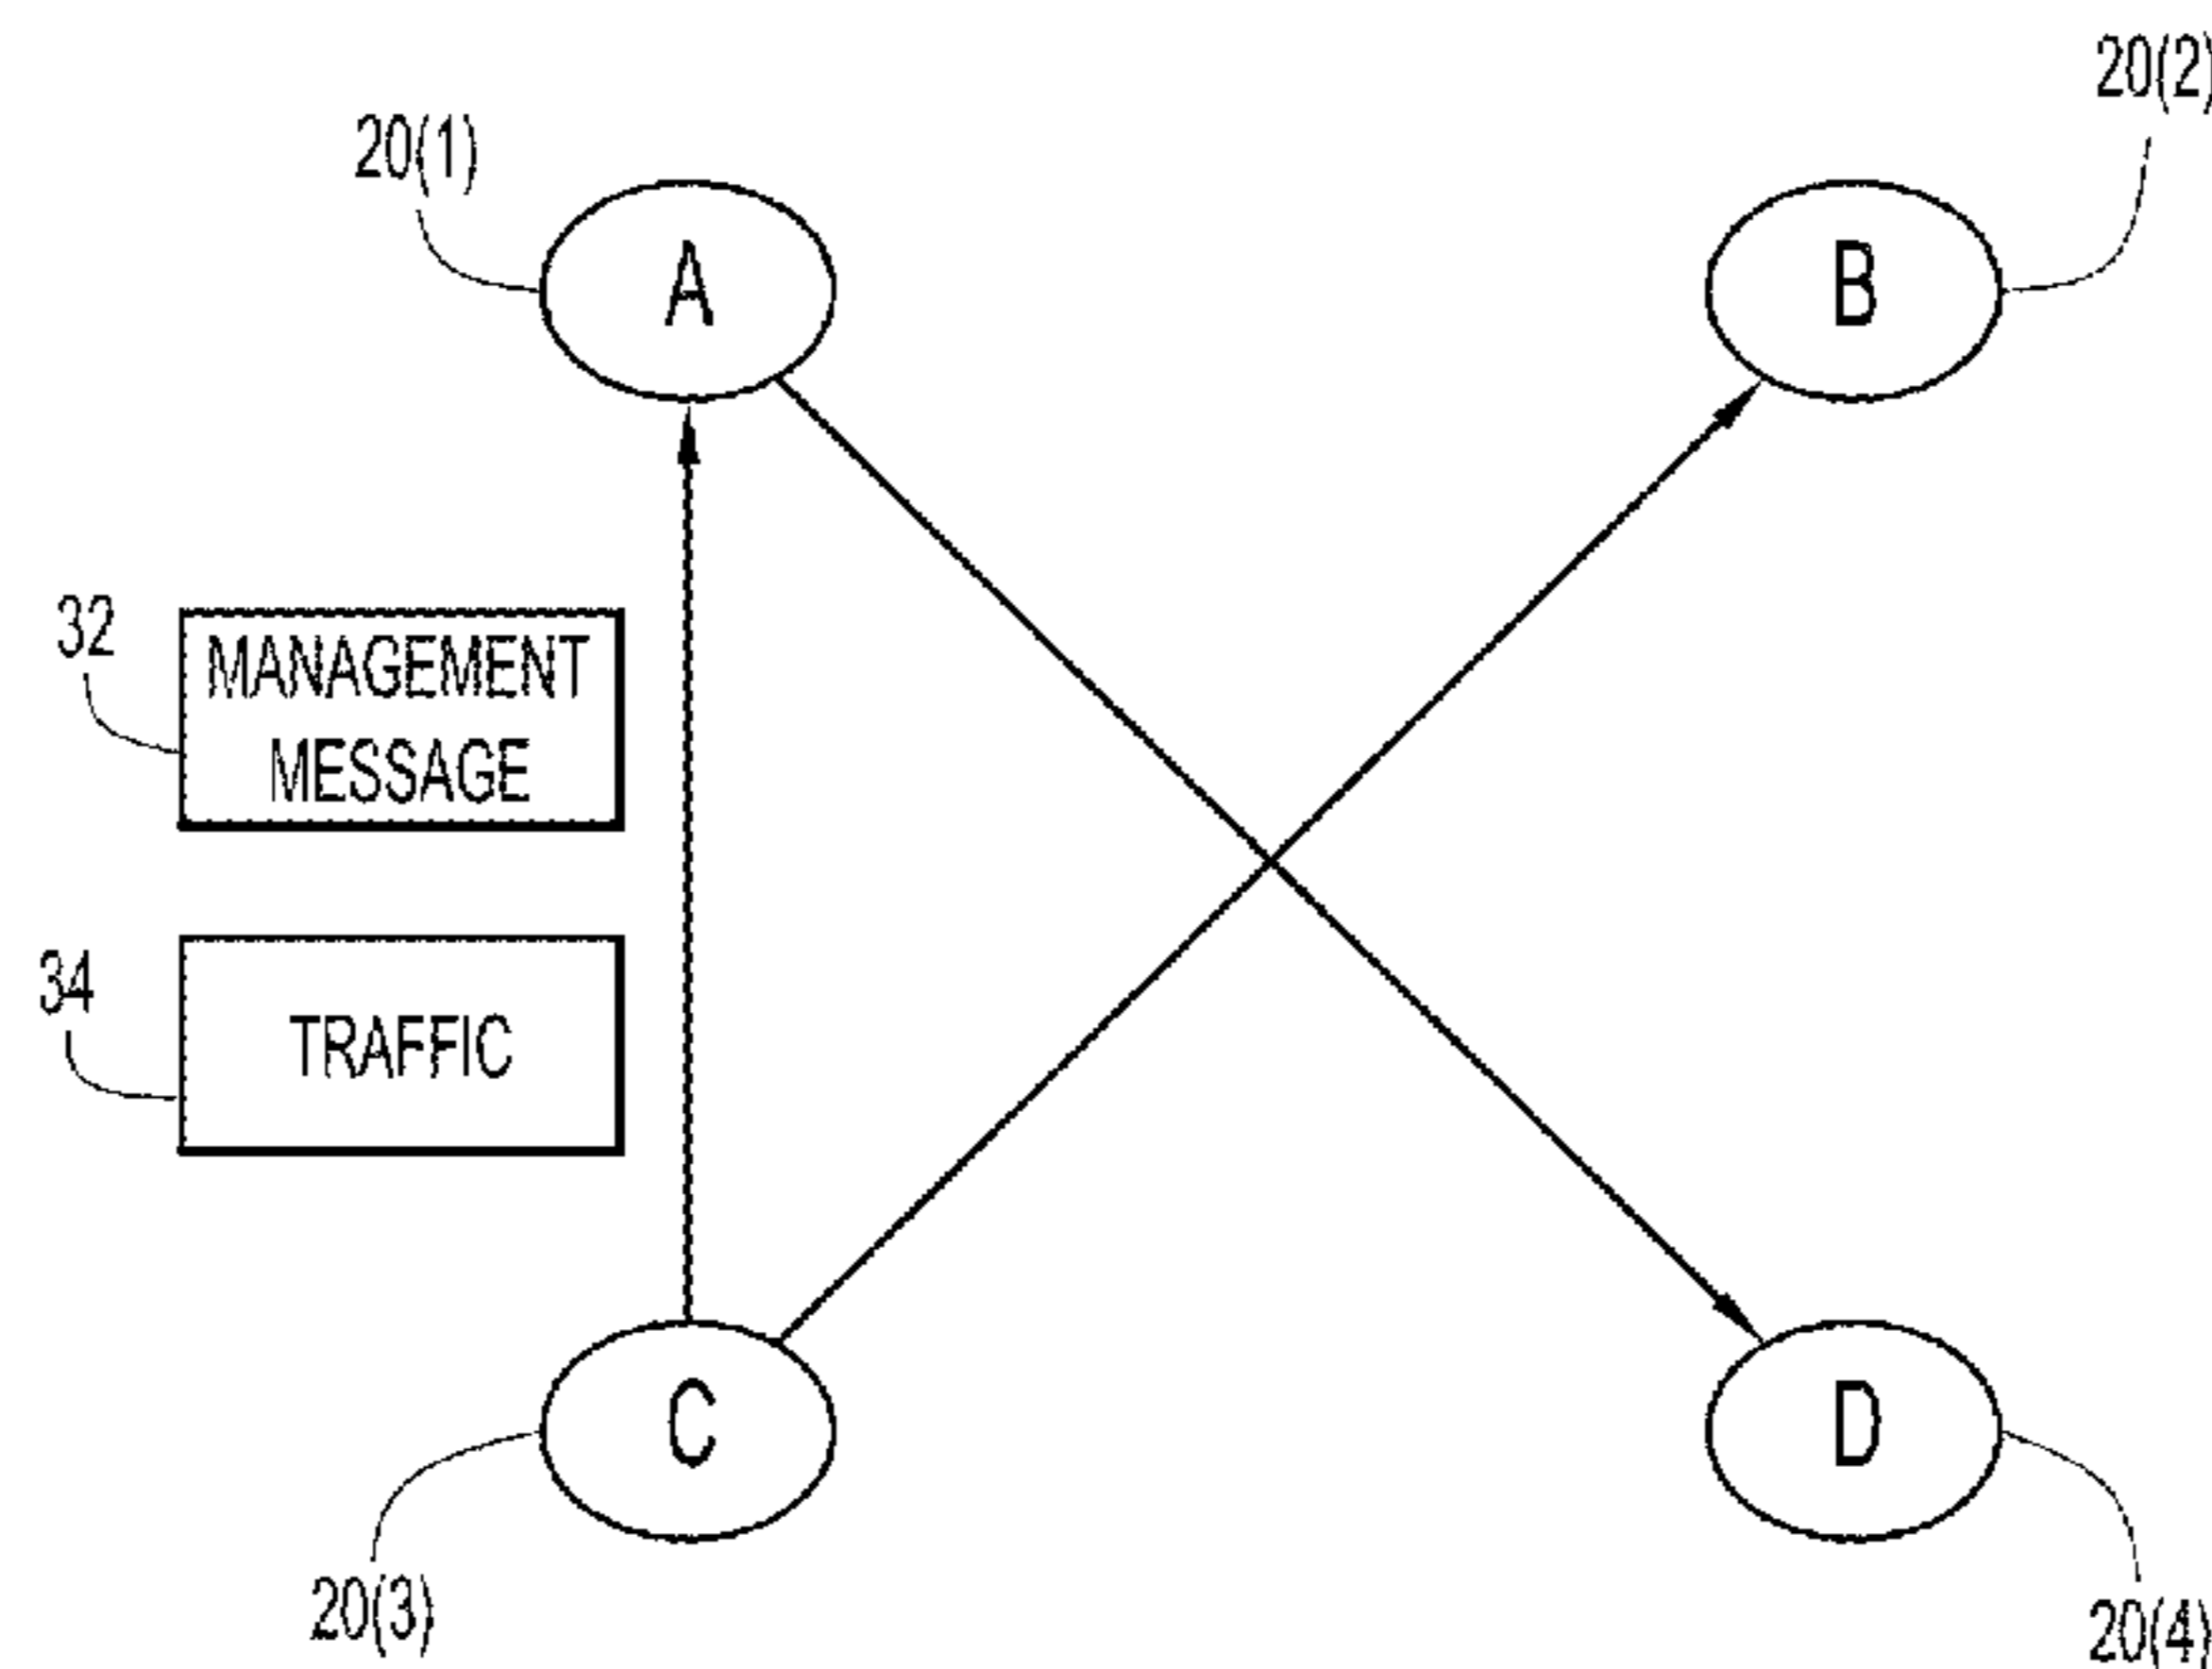 20(2)
20(1)
A
B
32
MANAGEMENT
MESSAGE
34
TRAFFIC
C
D
20(3)
20(4)